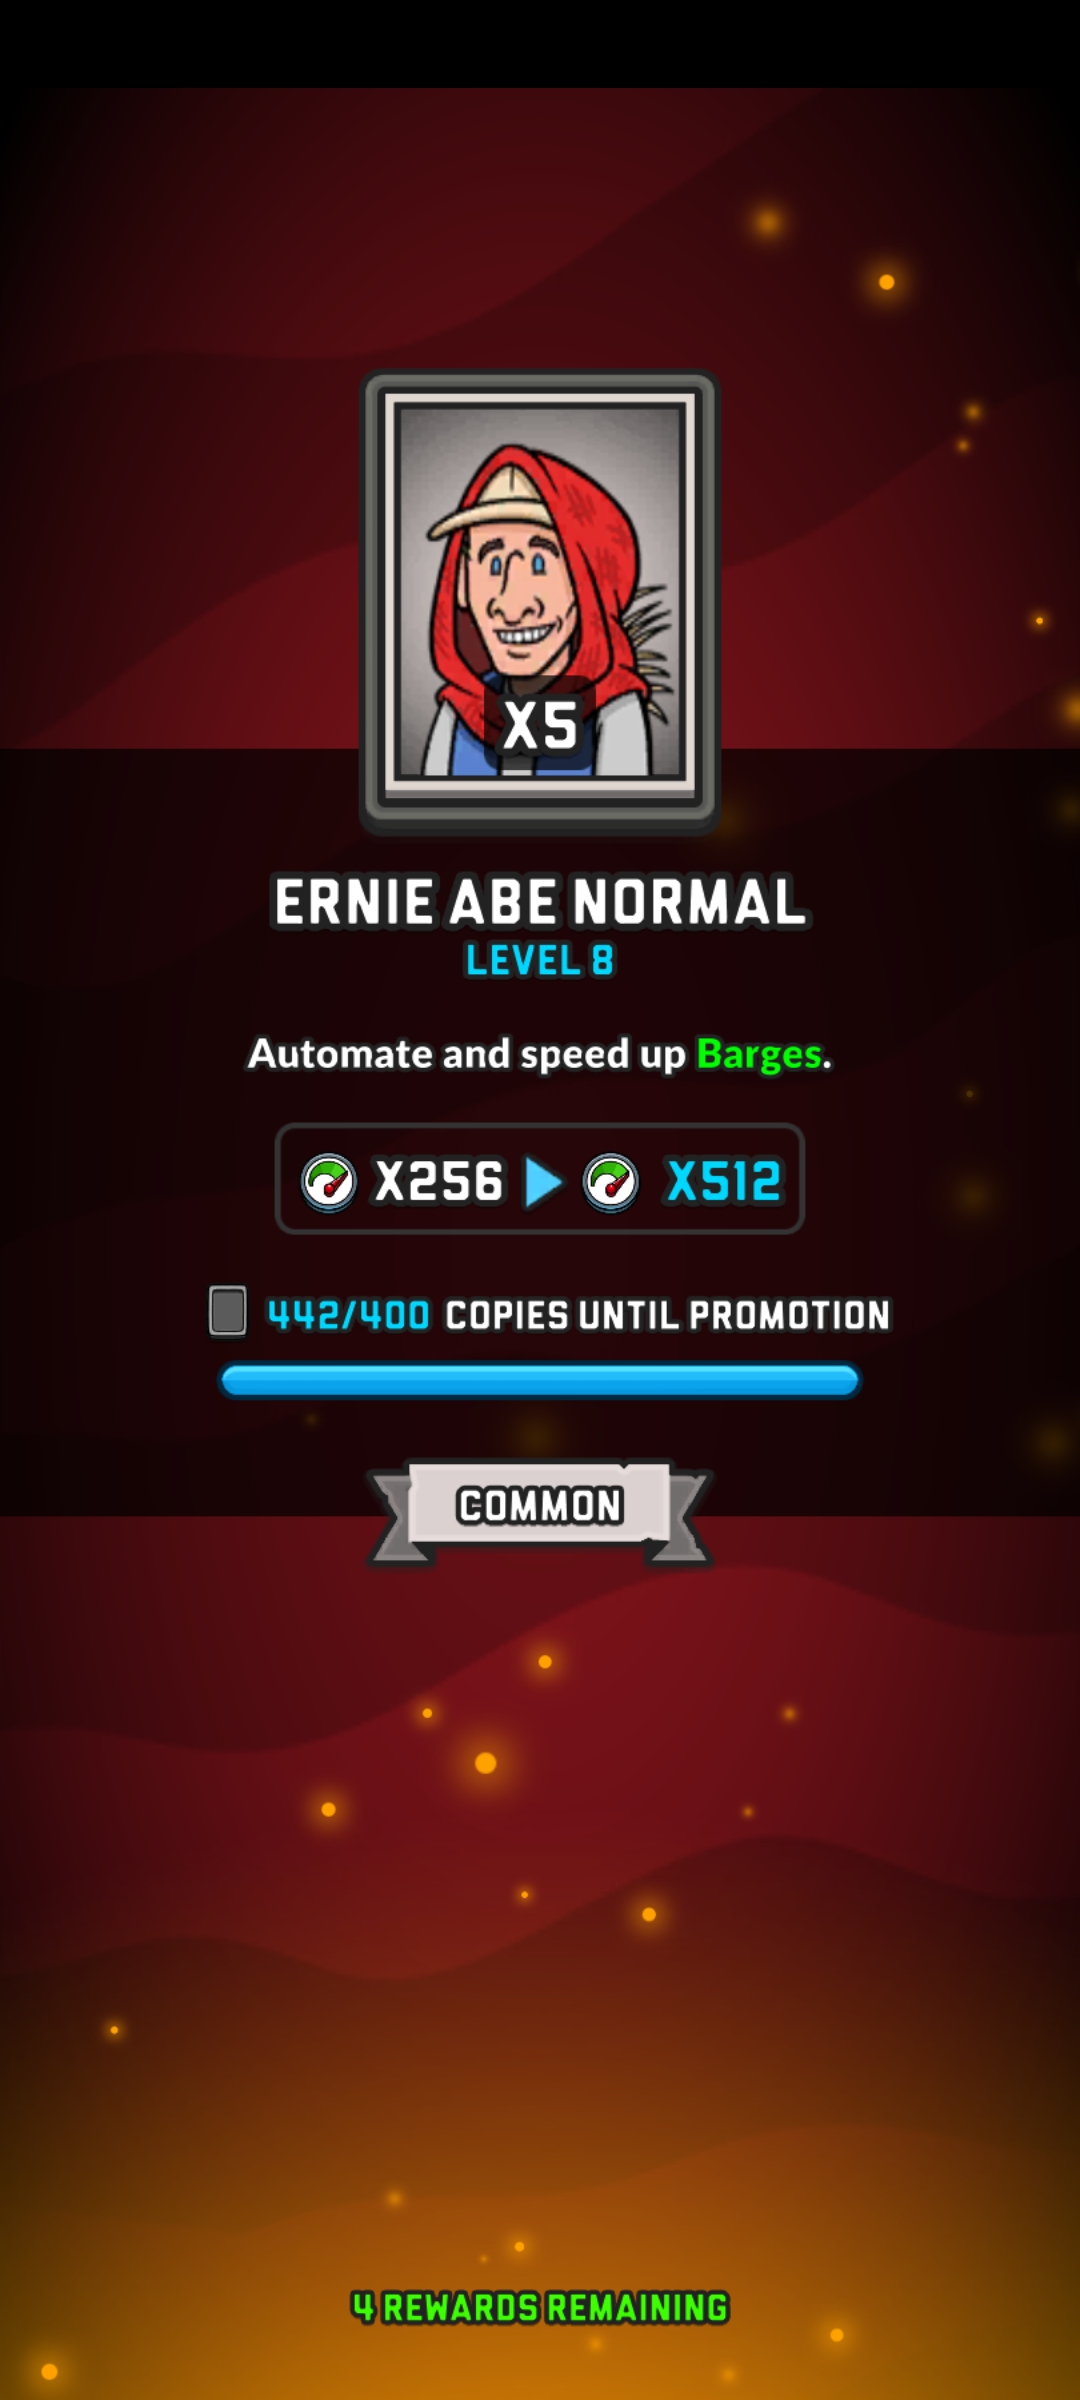 X5
ERNIE ABE NORMAL
LEVEL 8
Automate and speed up Barges.
X256 X512
442/400 COPIES UNTIL PROMOTION
COMMON
4 REWARDS REMAINING